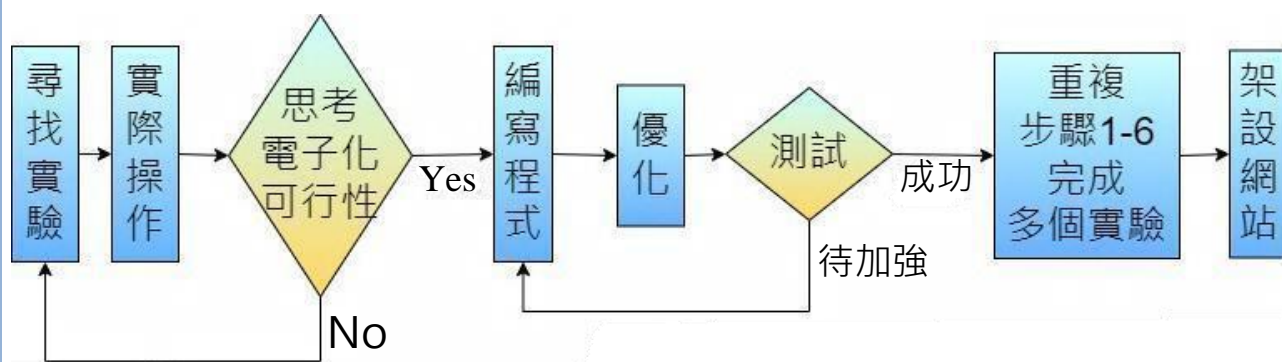 尋找實驗
實際操作
思考
電子化
可行性
No
Yes
編寫程式
優化
測試
待加強
成功
重複
步驟1-6
完成
多個實驗
架設網站